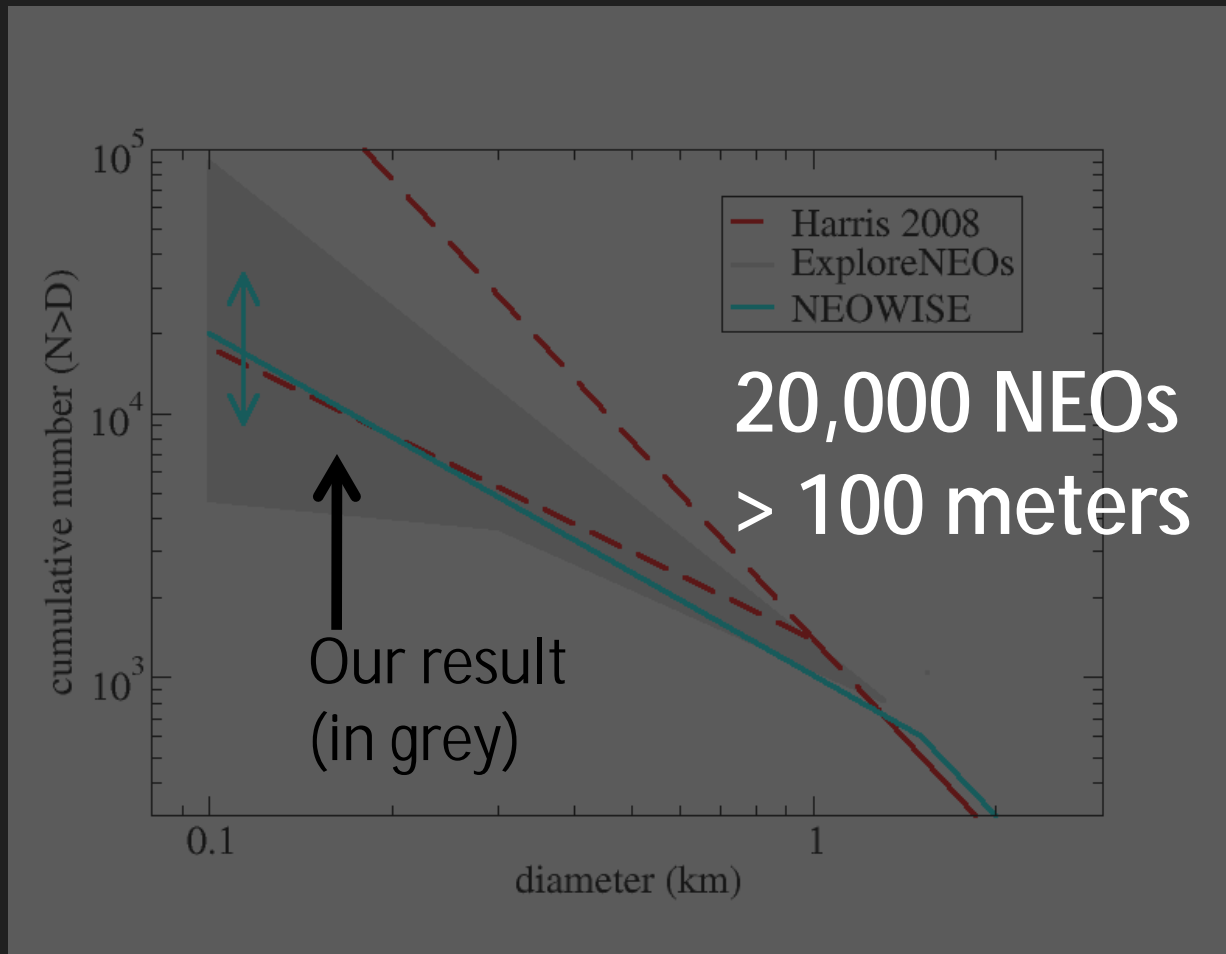 10^5
10^4
10^3
cumulative number (N>D)
Harris 2008
ExploreNEOs
NEOWISE
20,000 NEOs
> 100 meters
Our result
(in grey)
0.1
1
diameter (km)